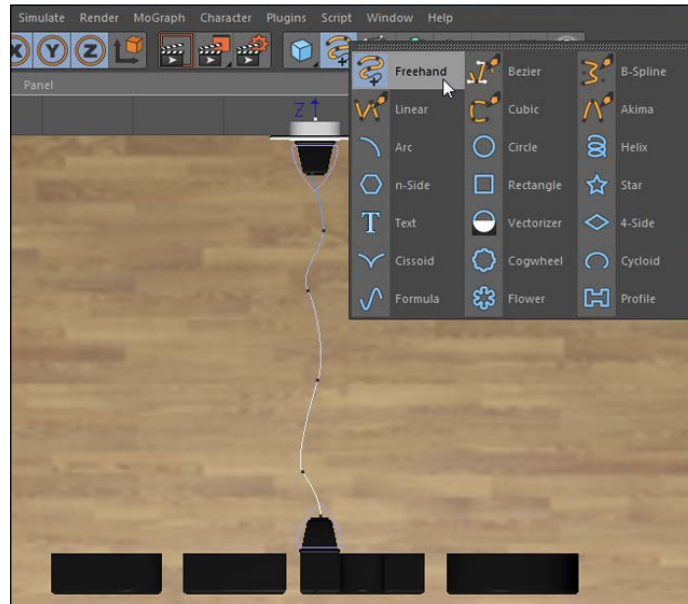 Simulate Render MoGraph Character Plugins Script Window Help
X Y Z
Panel
Z
Freehand Bezier B-Spline
Linear Cubic Akima
Arc Circle Helix
n-Side Rectangle Star
T Text Vectorizer 4-Side
Cissoid Cogwheel Cycloid
Formula Flower Profile